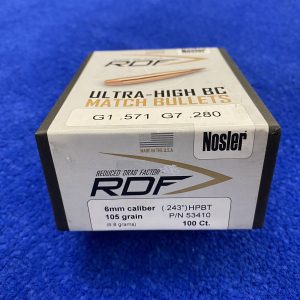 RDF
ULTRA-HIGH BC
MATCH BULLETS
G1 .571 G7 .280
Nosler®
MADE IN THE U.S.A.
REDUCED DRAG FACTOR™
RDF
6mm caliber (.243") HPBT
105 grain P/N 53410
(6.8 grams) 100 Ct.